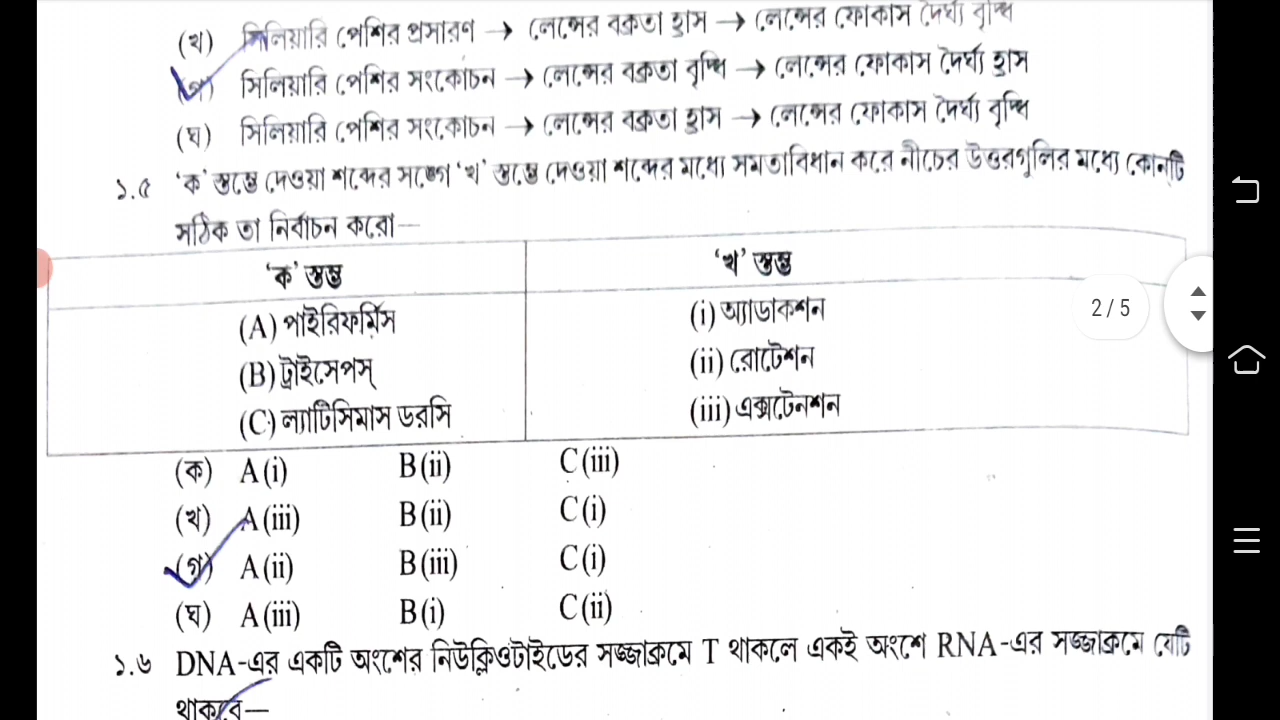 (খ) সিলিয়ারি পেশির প্রসারণ → লেন্সের বক্রতা হ্রাস → লেন্সের ফোকাস দৈর্ঘ্য বৃদ্ধি
(গ) সিলিয়ারি পেশির সংকোচন → লেন্সের বক্রতা বৃদ্ধি → লেন্সের ফোকাস দৈর্ঘ্য হ্রাস
(ঘ) সিলিয়ারি পেশির সংকোচন → লেন্সের বক্রতা হ্রাস → লেন্সের ফোকাস দৈর্ঘ্য বৃদ্ধি
১.৫ 'ক' স্তম্ভে দেওয়া শব্দের সঙ্গে 'খ' স্তম্ভে দেওয়া শব্দের মধ্যে সমতাবিধান করে নীচের উত্তরগুলির মধ্যে কোনটি
সঠিক তা নির্বাচন করো—
'ক' স্তম্ভ 'খ' স্তম্ভ
(A) পাইরিফর্মিস (i) অ্যাডাকশন
(B) ট্রাইসেপস্ (ii) রোটেশন
(C) ল্যাটিসিমাস ডরসি (iii) এক্সটেনশন
2 / 5
(ক) A (i) B (ii) C (iii)
(খ) A (iii) B (ii) C (i)
(গ) A (ii) B (iii) C (i)
(ঘ) A (iii) B (i) C (ii)
১.৬ DNA-এর একটি অংশের নিউক্লিওটাইডের সজ্জাক্রমে T থাকলে একই অংশে RNA-এর সজ্জাক্রমে যেটি
থাকবে—